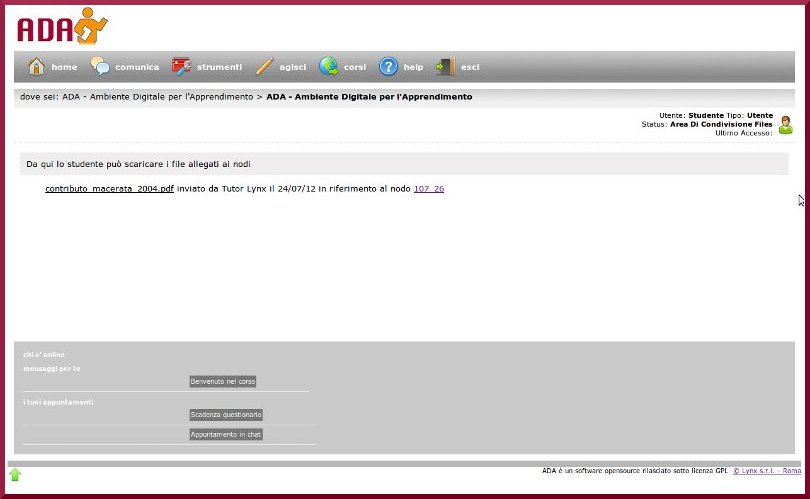 ADA
home comunica strumenti agisci corsi help esci
dove sei: ADA - Ambiente Digitale per l'Apprendimento > ADA - Ambiente Digitale per l'Apprendimento
Utente: Studente Tipo: Utente
Status: Area Di Condivisione Files
Ultimo Accesso:
Da qui lo studente può scaricare i file allegati ai nodi
contributo_macerata_2004.pdf inviato da Tutor Lynx il 24/07/12 in riferimento al nodo 107_26
chi e' online
messaggi per te
Benvenuto nel corso
i tuoi appuntamenti
Scadenza questionario
Appuntamento in chat
ADA è un software opensource rilasciato sotto licenza GPL © Lynx s.r.l. - Roma